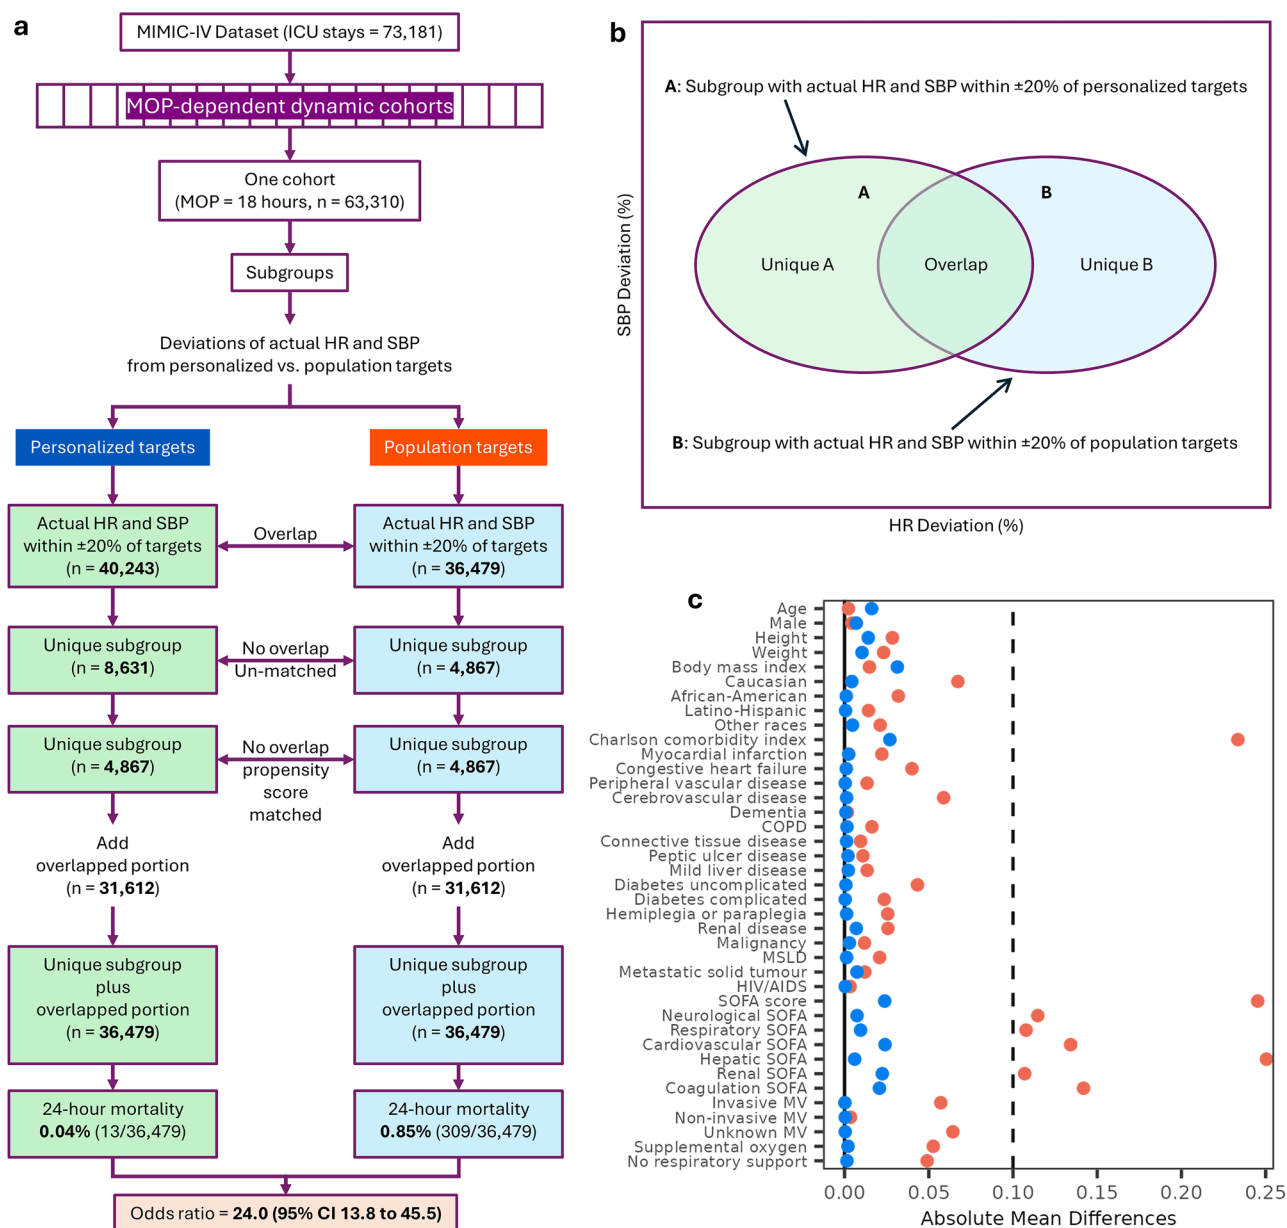 a
MIMIC-IV Dataset (ICU stays = 73,181)
MOP-dependent dynamic cohorts
One cohort
(MOP = 18 hours, n = 63,310)
Subgroups
Deviations of actual HR and SBP
from personalized vs. population targets
Personalized targets
Population targets
Actual HR and SBP
within ±20% of targets
(n = 40,243)
Overlap
Actual HR and SBP
within ±20% of targets
(n = 36,479)
Unique subgroup
(n = 8,631)
No overlap
Un-matched
Unique subgroup
(n = 4,867)
Unique subgroup
(n = 4,867)
No overlap
propensity
score
matched
Unique subgroup
(n = 4,867)
Add
overlapped portion
(n = 31,612)
Add
overlapped portion
(n = 31,612)
Unique subgroup
plus
overlapped portion
(n = 36,479)
Unique subgroup
plus
overlapped portion
(n = 36,479)
24-hour mortality
0.04% (13/36,479)
24-hour mortality
0.85% (309/36,479)
Odds ratio = 24.0 (95% CI 13.8 to 45.5)
b
A: Subgroup with actual HR and SBP within ±20% of personalized targets
A
B
Unique A
Overlap
Unique B
B: Subgroup with actual HR and SBP within ±20% of population targets
SBP Deviation (%)
HR Deviation (%)
c
Age
Male
Height
Weight
Body mass index
Caucasian
African-American
Latino-Hispanic
Other races
Charlson comorbidity index
Myocardial infarction
Congestive heart failure
Peripheral vascular disease
Cerebrovascular disease
Dementia
COPD
Connective tissue disease
Peptic ulcer disease
Mild liver disease
Diabetes uncomplicated
Diabetes complicated
Hemiplegia or paraplegia
Renal disease
Malignancy
MSLD
Metastatic solid tumour
HIV/AIDS
SOFA score
Neurological SOFA
Respiratory SOFA
Cardiovascular SOFA
Hepatic SOFA
Renal SOFA
Coagulation SOFA
Invasive MV
Non-invasive MV
Unknown MV
Supplemental oxygen
No respiratory support
0.00 0.05 0.10 0.15 0.20 0.25
Absolute Mean Differences